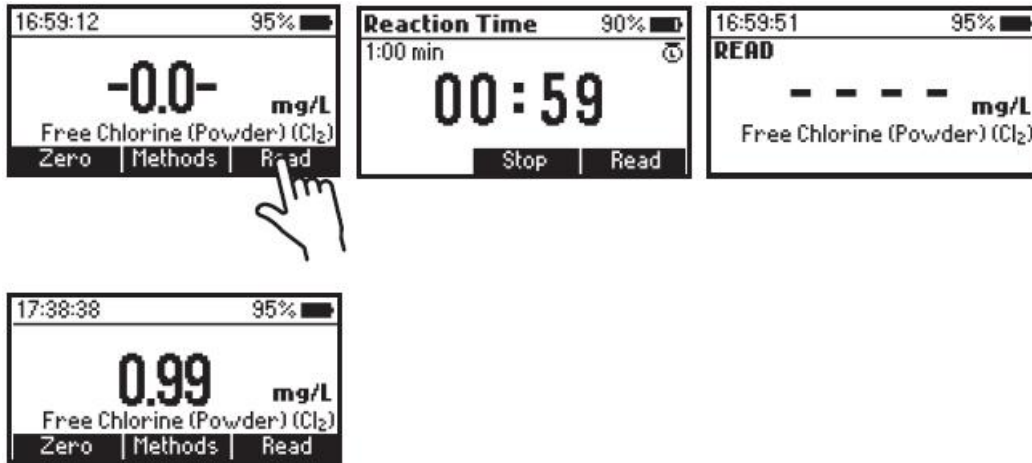 16:59:12 95%
-0.0- mg/L
Free Chlorine (Powder) (Cl₂)
Zero Methods Read
Reaction Time 90%
1:00 min
00:59
Stop Read
16:59:51 95%
READ
- - - - mg/L
Free Chlorine (Powder) (Cl₂)
17:38:38 95%
0.99 mg/L
Free Chlorine (Powder) (Cl₂)
Zero Methods Read